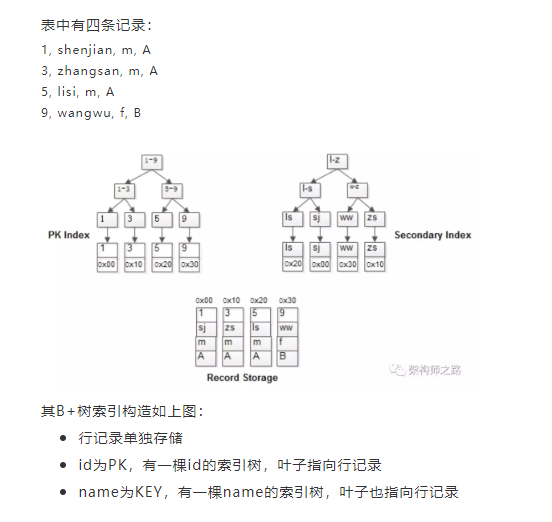 表中有四条记录：
1, shenjian, m, A
3, zhangsan, m, A
5, lisi, m, A
9, wangwu, f, B
1-9 l-z
1-3 5-9 l-s w-z
1 3 5 9 ls sj ww zs
PK Index Secondary Index
1 3 5 9 ls sj ww zs
0x00 0x10 0x20 0x30 0x20 0x00 0x30 0x10
0x00 0x10 0x20 0x30
1 3 5 9
sj zs ls ww
m m m f
A A A B
架构师之路
Record Storage
其B+树索引构造如上图：
行记录单独存储
id为PK，有一棵id的索引树，叶子指向行记录
name为KEY，有一棵name的索引树，叶子也指向行记录